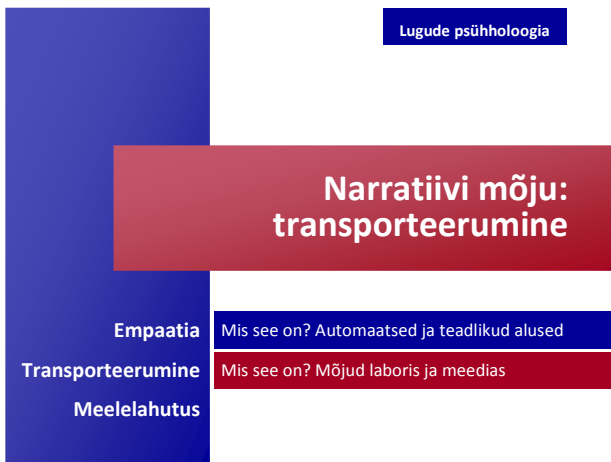 Lugude psühholoogia
Narratiivi mõju:
transporteerumine
Empaatia
Mis see on? Automaatsed ja teadlikud alused
Transporteerumine
Mis see on? Mõjud laboris ja meedias
Meelelahutus